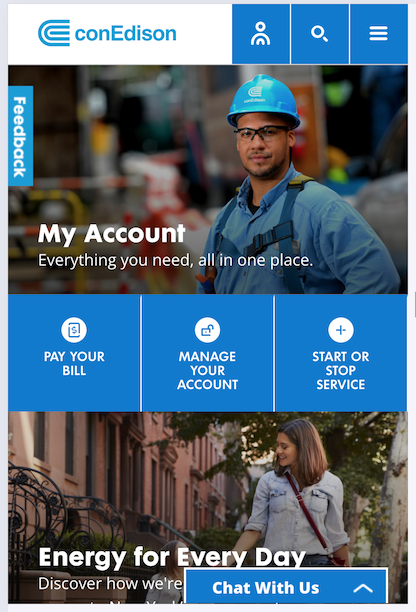 conEdison
Feedback
conEdison
My Account
Everything you need, all in one place.
PAY YOUR
BILL
MANAGE
YOUR
ACCOUNT
START OR
STOP
SERVICE
Energy for Every Day
Discover how we're
Chat With Us